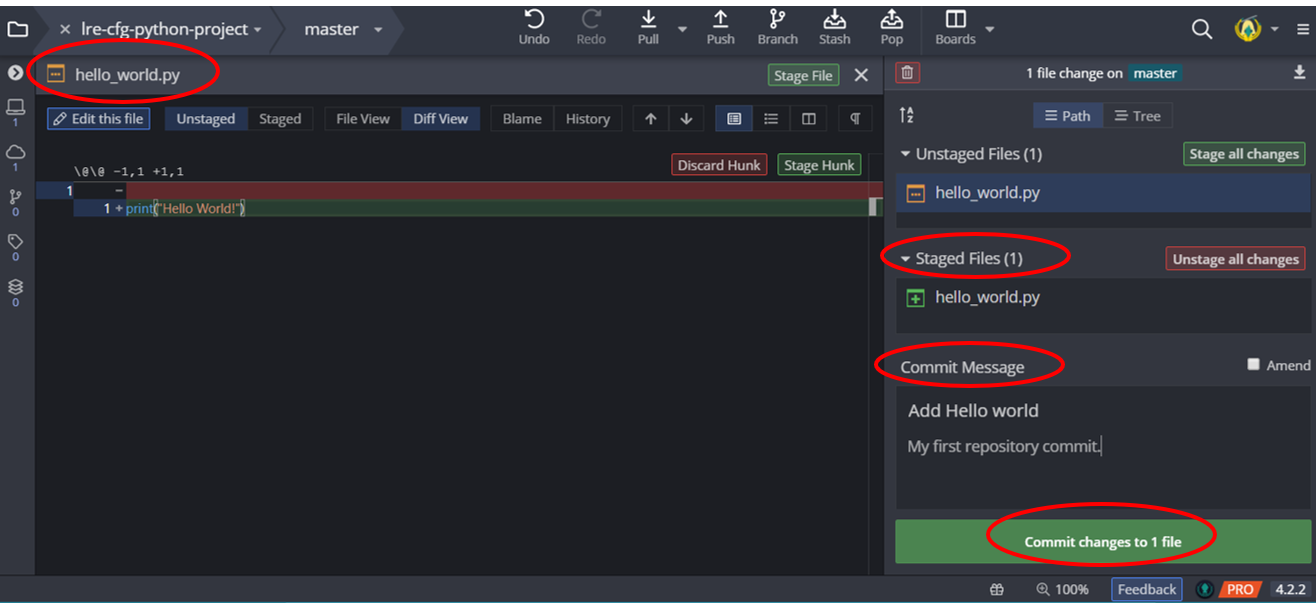 lre-cfg-python-project master Undo Redo Pull Push Branch Stash Pop Boards
hello_world.py Stage File
Edit this file Unstaged Staged File View Diff View Blame History
\@\@ -1,1 +1,1 Discard Hunk Stage Hunk
1 -
1 + print("Hello World!")
1
1
0
0
0
1 file change on master
Path Tree
Unstaged Files (1) Stage all changes
hello_world.py
Staged Files (1) Unstage all changes
hello_world.py
Commit Message Amend
Add Hello world
My first repository commit.
Commit changes to 1 file
100% Feedback PRO 4.2.2